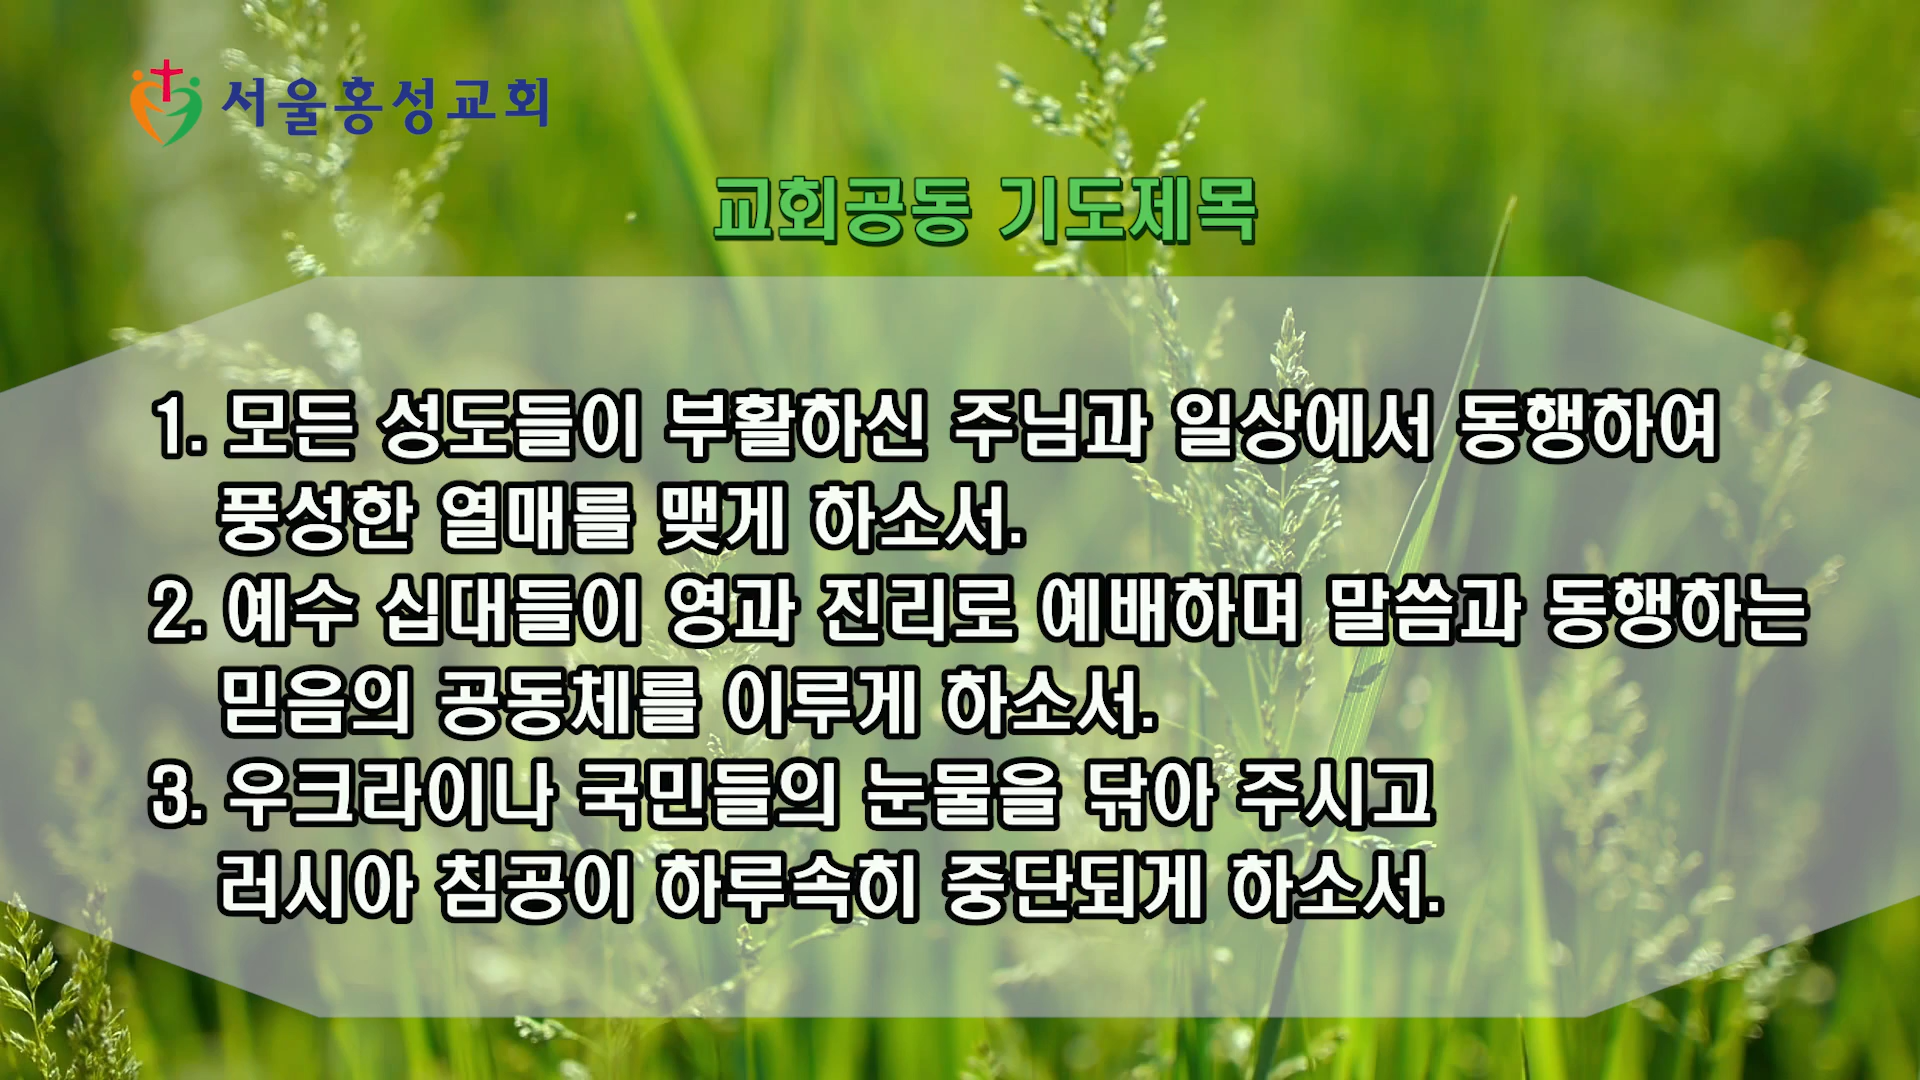 서울홍성교회
교회공동 기도제목
1. 모든 성도들이 부활하신 주님과 일상에서 동행하여
풍성한 열매를 맺게 하소서.
2. 예수 십대들이 영과 진리로 예배하며 말씀과 동행하는
믿음의 공동체를 이루게 하소서.
3. 우크라이나 국민들의 눈물을 닦아 주시고
러시아 침공이 하루속히 중단되게 하소서.